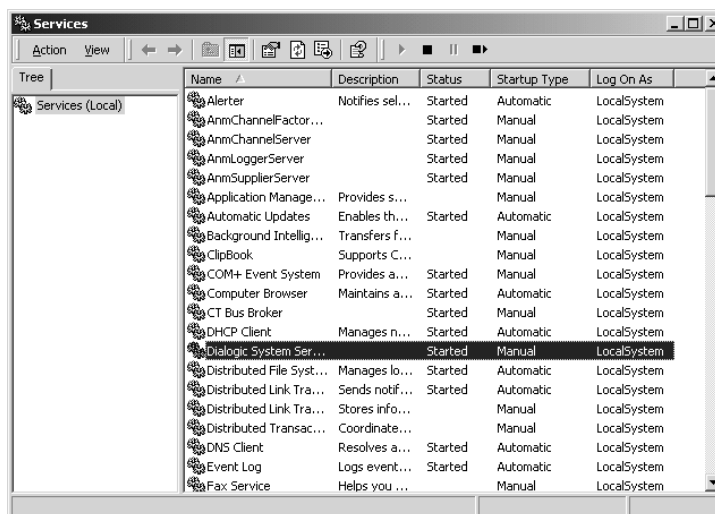 Services
Action View
Tree
Services (Local)
Name Description Status Startup Type Log On As
Alerter Notifies sel... Started Automatic LocalSystem
AnmChannelFactor... Started Manual LocalSystem
AnmChannelServer Started Manual LocalSystem
AnmLoggerServer Started Manual LocalSystem
AnmSupplierServer Started Manual LocalSystem
Application Manage... Provides s... Manual LocalSystem
Automatic Updates Enables th... Started Automatic LocalSystem
Background Intellig... Transfers f... Manual LocalSystem
ClipBook Supports C... Manual LocalSystem
COM+ Event System Provides a... Started Manual LocalSystem
Computer Browser Maintains a... Started Automatic LocalSystem
CT Bus Broker Started Manual LocalSystem
DHCP Client Manages n... Started Automatic LocalSystem
Dialogic System Ser... Started Manual LocalSystem
Distributed File Syst... Manages lo... Started Automatic LocalSystem
Distributed Link Tra... Sends notif... Started Automatic LocalSystem
Distributed Link Tra... Stores info... Manual LocalSystem
Distributed Transac... Coordinate... Manual LocalSystem
DNS Client Resolves a... Started Automatic LocalSystem
Event Log Logs event... Started Automatic LocalSystem
Fax Service Helps you ... Manual LocalSystem